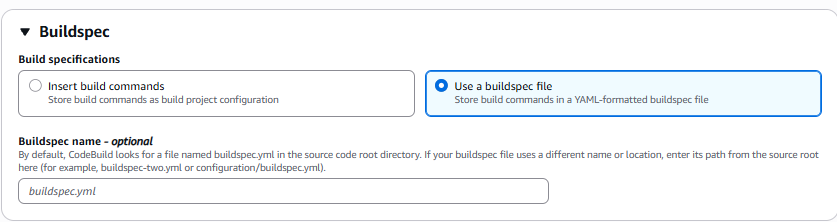 Buildspec
Build specifications
Insert build commands
Store build commands as build project configuration
Use a buildspec file
Store build commands in a YAML-formatted buildspec file
Buildspec name - optional
By default, CodeBuild looks for a file named buildspec.yml in the source code root directory. If your buildspec file uses a different name or location, enter its path from the source root
here (for example, buildspec-two.yml or configuration/buildspec.yml).
buildspec.yml